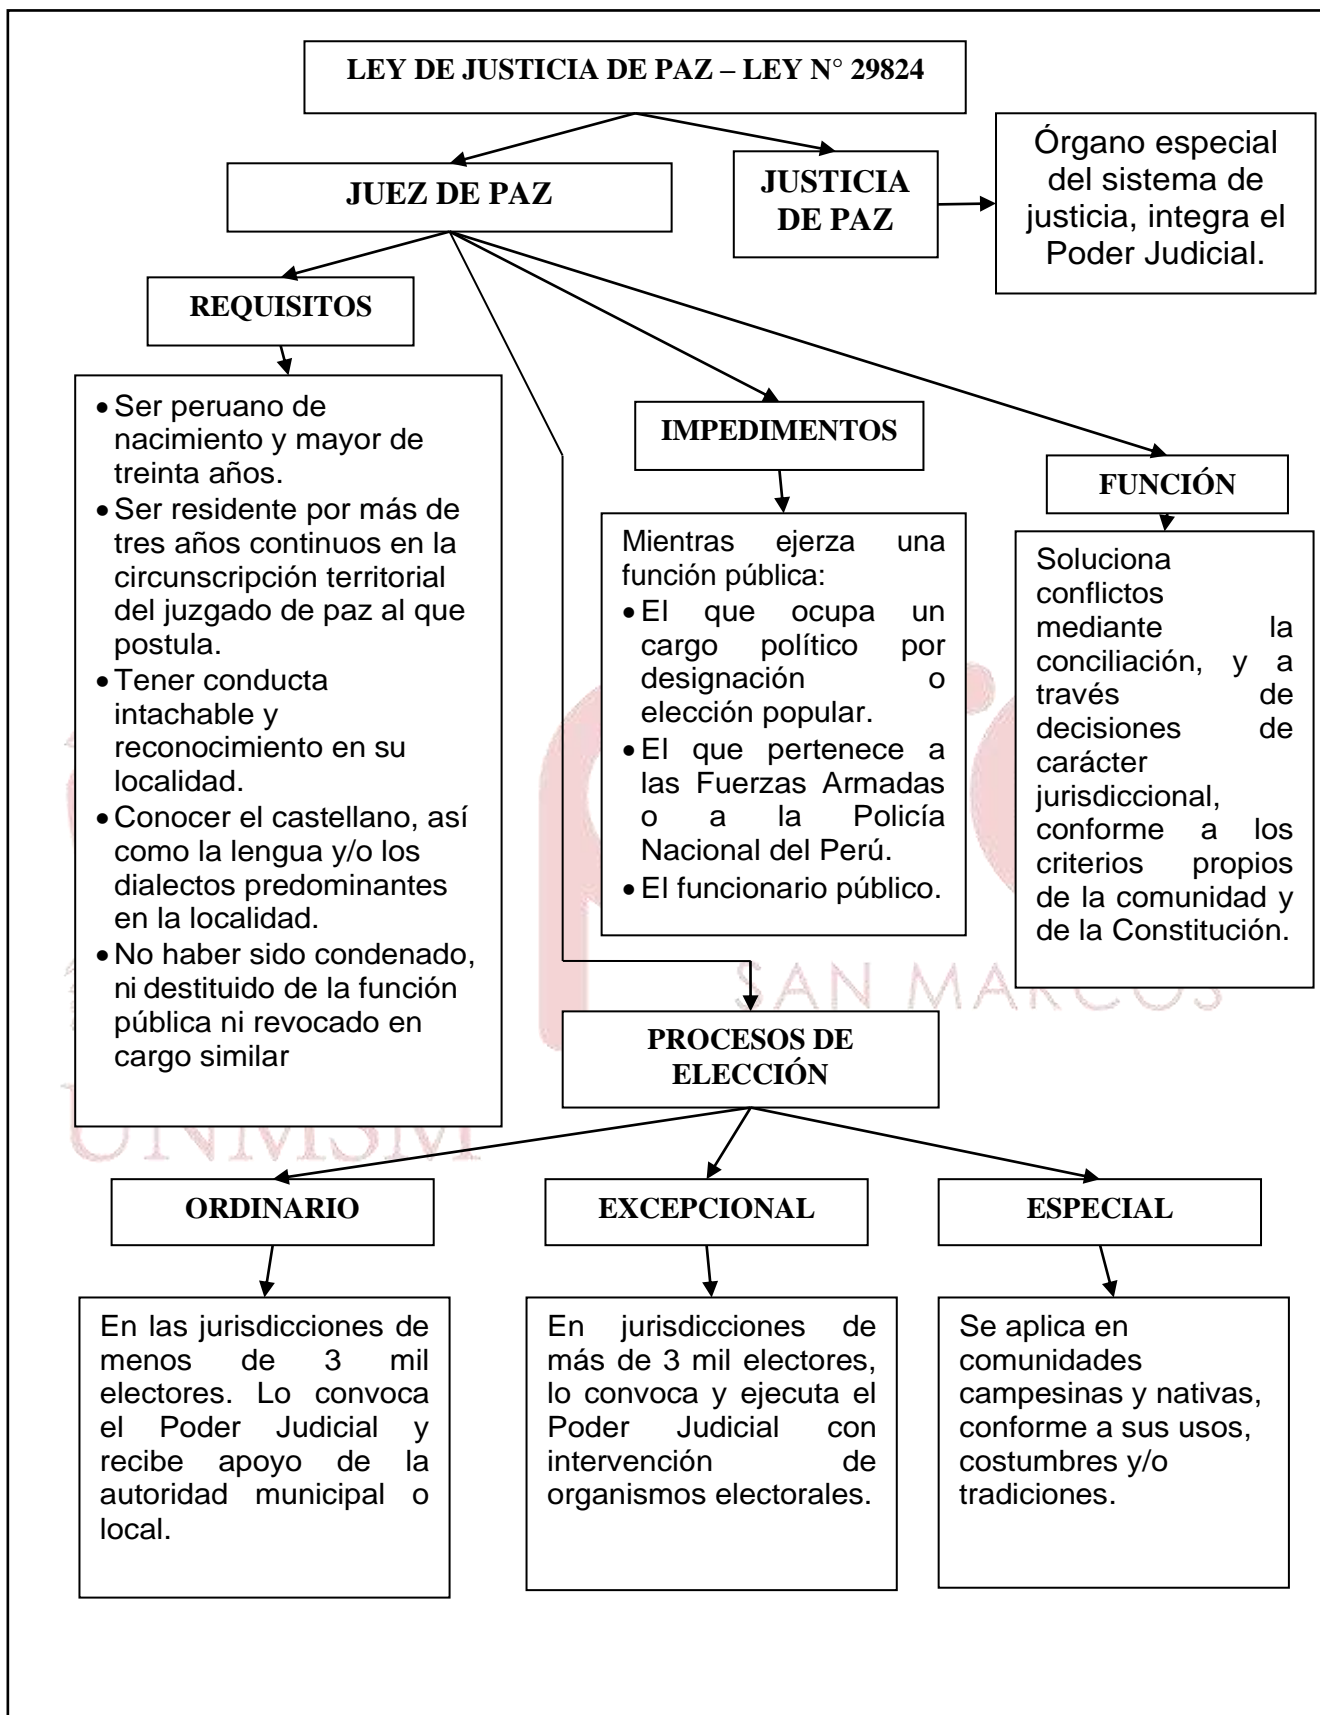 LEY DE JUSTICIA DE PAZ – LEY N° 29824
JUEZ DE PAZ
JUSTICIA
DE PAZ
Órgano especial
del sistema de
justicia, integra el
Poder Judicial.
REQUISITOS
• Ser peruano de
nacimiento y mayor de
treinta años.
• Ser residente por más de
tres años continuos en la
circunscripción territorial
del juzgado de paz al que
postula.
• Tener conducta
intachable y
reconocimiento en su
localidad.
• Conocer el castellano, así
como la lengua y/o los
dialectos predominantes
en la localidad.
• No haber sido condenado,
ni destituido de la función
pública ni revocado en
cargo similar
IMPEDIMENTOS
Mientras ejerza una
función pública:
• El que ocupa un
cargo político por
designación o
elección popular.
• El que pertenece a
las Fuerzas Armadas
o a la Policía
Nacional del Perú.
• El funcionario público.
FUNCIÓN
Soluciona
conflictos
mediante la
conciliación, y a
través de
decisiones de
carácter
jurisdiccional,
conforme a los
criterios propios
de la comunidad y
de la Constitución.
SAN MARCOS
PROCESOS DE
ELECCIÓN
UNMSM
ORDINARIO
En las jurisdicciones de
menos de 3 mil
electores. Lo convoca
el Poder Judicial y
recibe apoyo de la
autoridad municipal o
local.
EXCEPCIONAL
En jurisdicciones de
más de 3 mil electores,
lo convoca y ejecuta el
Poder Judicial con
intervención de
organismos electorales.
ESPECIAL
Se aplica en
comunidades
campesinas y nativas,
conforme a sus usos,
costumbres y/o
tradiciones.